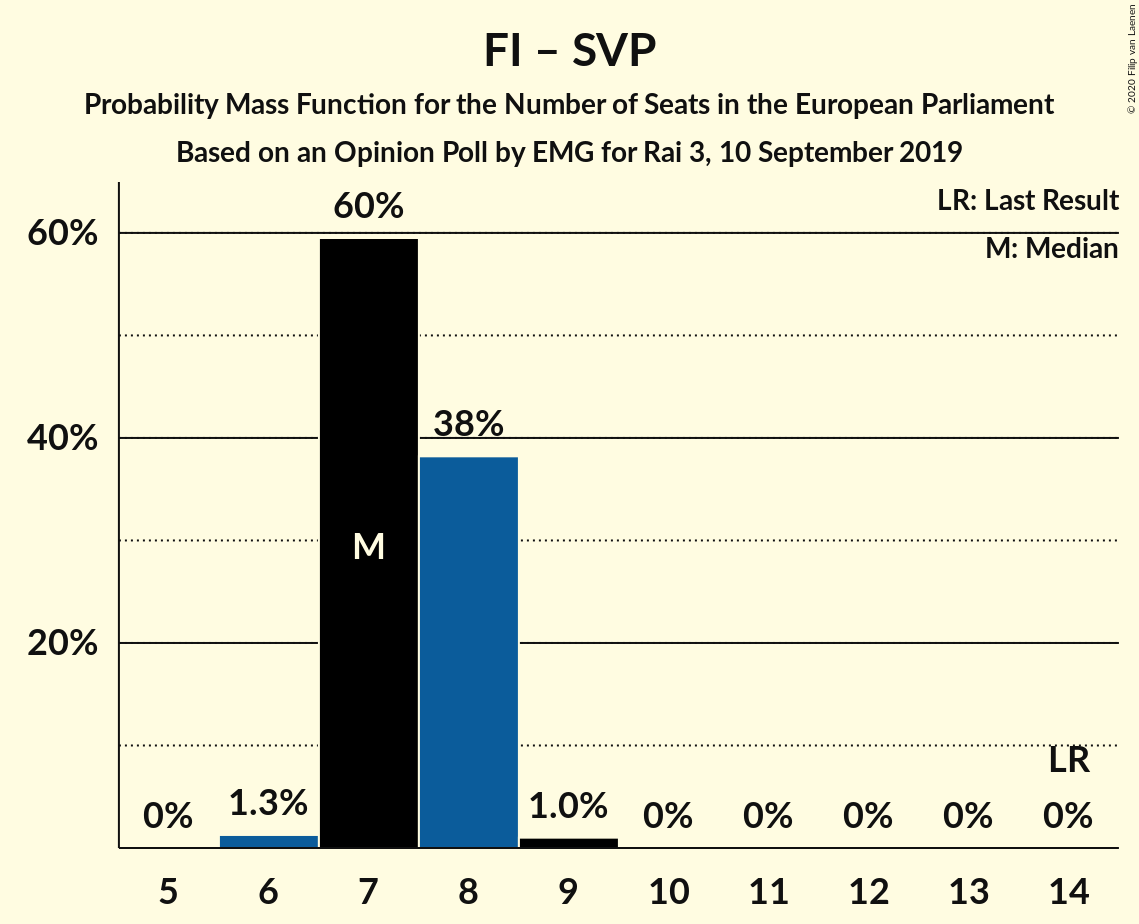 FI – SVP
Probability Mass Function for the Number of Seats in the European Parliament
Based on an Opinion Poll by EMG for Rai 3, 10 September 2019
© 2020 Filip van Laenen
LR: Last Result
M: Median
60%
40%
20%
0%
1.3%
60%
M
38%
1.0%
0%
0%
0%
0%
LR
0%
5
6
7
8
9
10
11
12
13
14